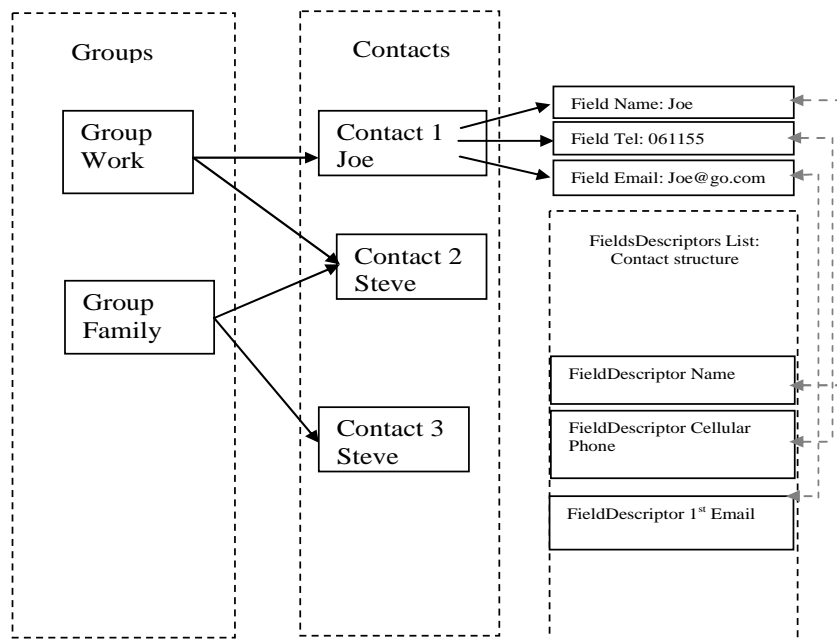 Groups
Contacts
Group
Work
Group
Family
Contact 1
Joe
Contact 2
Steve
Contact 3
Steve
Field Name: Joe
Field Tel: 061155
Field Email: Joe@go.com
FieldsDescriptors List:
Contact structure
FieldDescriptor Name
FieldDescriptor Cellular
Phone
FieldDescriptor 1st Email